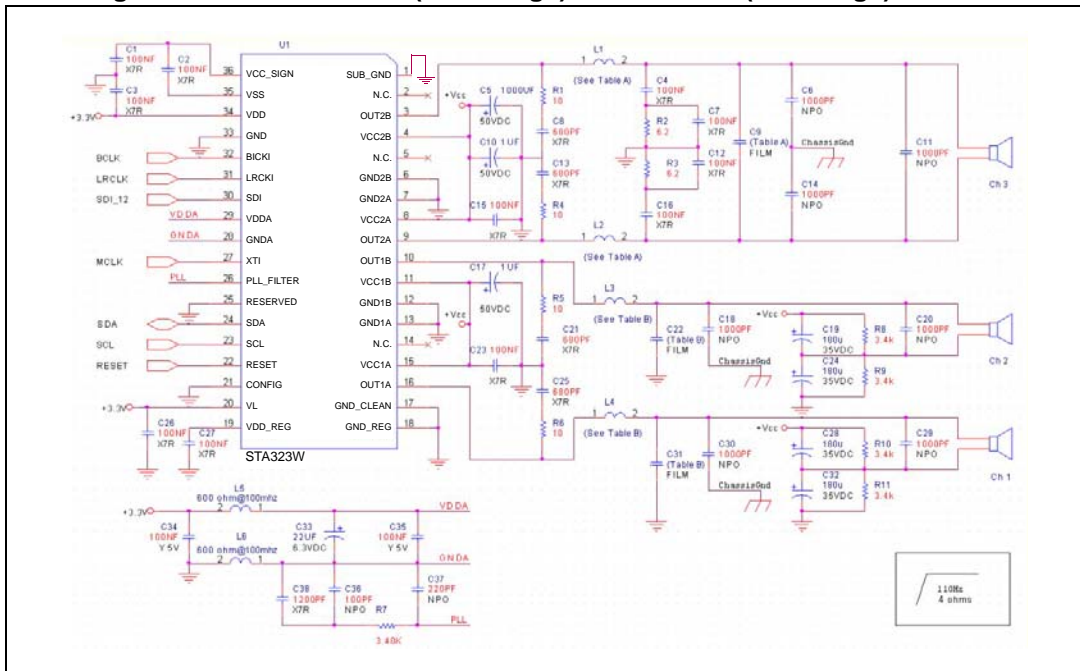 U1
STA323W
36 VCC_SIGN
35 VSS
34 VDD
33 GND
32 BICKI
31 LRCKI
30 SDI
29 VDDA
28 GNDA
27 XTI
26 PLL_FILTER
25 RESERVED
24 SDA
23 SCL
22 RESET
21 CONFIG
20 VL
19 VDD_REG
SUB_GND 1
N.C. 2
OUT2B 3
VCC2B 4
N.C. 5
GND2B 6
GND2A 7
VCC2A 8
OUT2A 9
OUT1B 10
VCC1B 11
GND1B 12
GND1A 13
N.C. 14
VCC1A 15
OUT1A 16
GND_CLEAN 17
GND_REG 18
C1
100NF
X7R
C2
100NF
X7R
C3
100NF
X7R
+3.3V
BCLK
LRCLK
SDI_12
VDDA
GNDA
MCLK
PLL
SDA
SCL
RESET
+3.3V
C26
100NF
X7R
C27
100NF
X7R
+Vcc
C5 1000UF
50VDC
C10 1UF
50VDC
C15 100NF
X7R
R1
10
C8
680PF
X7R
C13
680PF
X7R
R4
10
L1
1 2
(See Table A)
C4
100NF
X7R
R2
6.2
R3
6.2
C16
100NF
X7R
C7
100NF
X7R
C12
100NF
X7R
L2
1 2
(See Table A)
C9
(Table A)
FILM
C6
1000PF
NPO
ChassisGnd
C14
1000PF
NPO
C11
1000PF
NPO
Ch 3
C17 1UF
50VDC
+Vcc
C23 100NF
X7R
R5
10
C21
680PF
X7R
C25
680PF
X7R
R6
10
L3
1 2
(See Table B)
C22
(Table B)
FILM
C18
1000PF
NPO
ChassisGnd
+Vcc
C19
180u
35VDC
C24
180u
35VDC
R8
3.4k
R9
3.4k
C20
1000PF
NPO
Ch 2
L4
1 2
(See Table B)
C31
(Table B)
FILM
C30
1000PF
NPO
ChassisGnd
+Vcc
C28
180u
35VDC
C32
180u
35VDC
R10
3.4k
R11
3.4k
C29
1000PF
NPO
Ch 1
L5
600 ohm@100mhz
2 1
+3.3V
VDDA
C34
100NF
Y5V
C33
22UF
6.3VDC
C35
100NF
Y5V
L6
600 ohm@100mhz
2 1
GNDA
C38
1200PF
X7R
C36
100PF
NPO
C37
220PF
NPO
R7
3.40K
PLL
110Hz
4 ohms